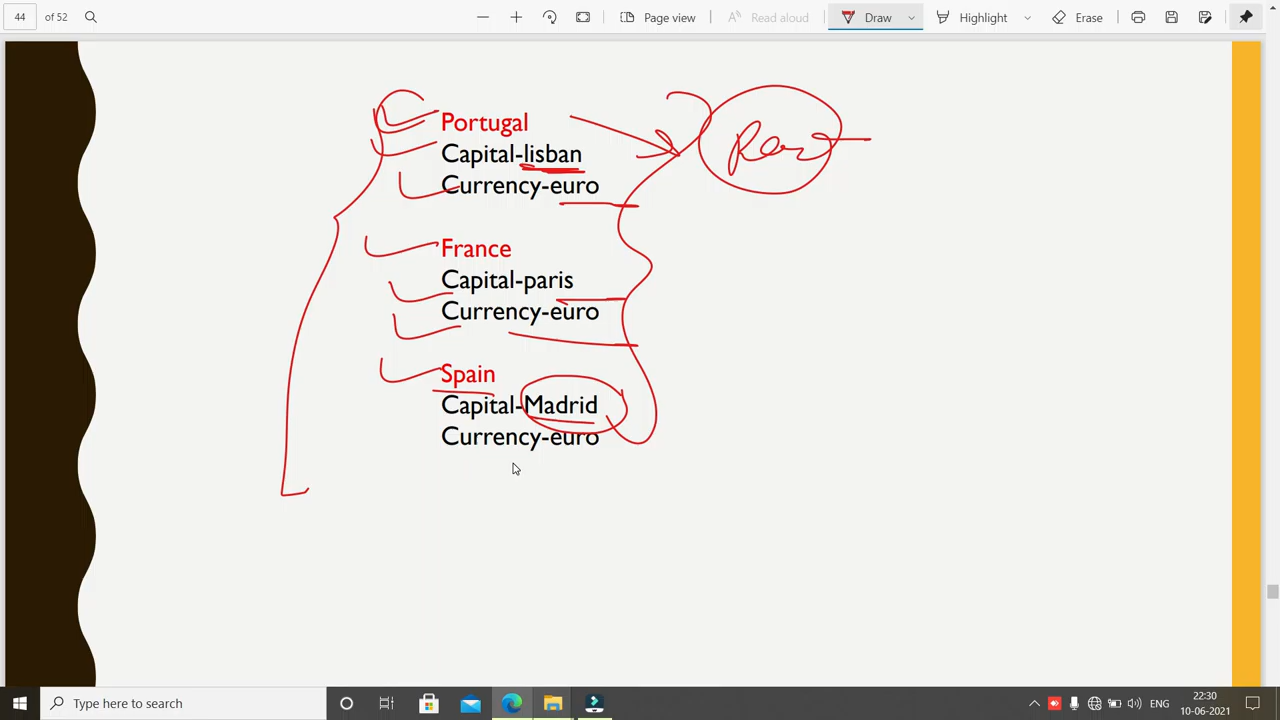 44 of 52
Page view
Read aloud
Draw
Highlight
Erase
Portugal
Capital-lisban
Currency-euro
France
Capital-paris
Currency-euro
Spain
Capital-Madrid
Currency-euro
Type here to search
ENG
22:30
10-06-2021